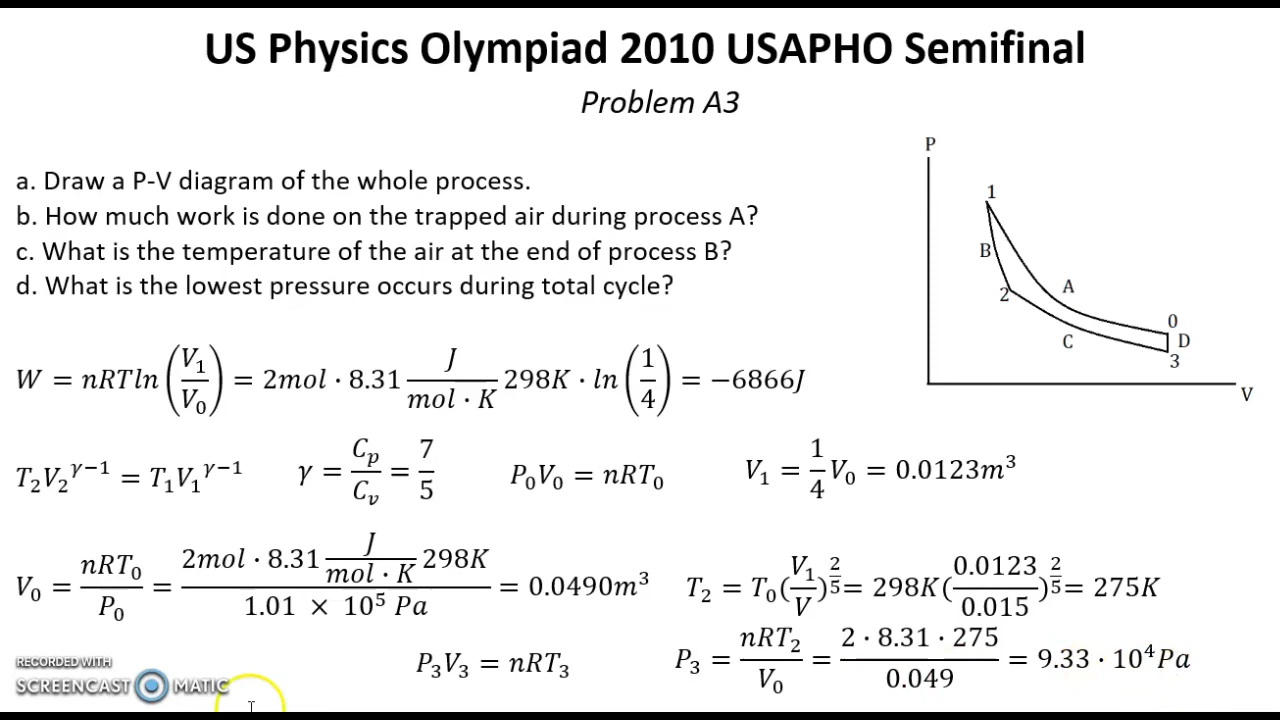 US Physics Olympiad 2010 USAPHO Semifinal
Problem A3
a. Draw a P-V diagram of the whole process.
b. How much work is done on the trapped air during process A?
c. What is the temperature of the air at the end of process B?
d. What is the lowest pressure occurs during total cycle?
P
1
B
2
A
C
0
D
3
V
W = nRTln(V₁/V₀) = 2mol · 8.31 J/(mol · K) 298K · ln(1/4) = −6866J
T₂V₂^(γ−1) = T₁V₁^(γ−1) γ = Cₚ/Cᵥ = 7/5 P₀V₀ = nRT₀ V₁ = 1/4 V₀ = 0.0123m³
V₀ = nRT₀/P₀ = (2mol · 8.31 J/(mol · K) 298K)/(1.01 × 10⁵ Pa) = 0.0490m³ T₂ = T₀(V₁/V)^(2/5) = 298K(0.0123/0.015)^(2/5) = 275K
P₃V₃ = nRT₃ P₃ = nRT₂/V₀ = (2 · 8.31 · 275)/0.049 = 9.33 · 10⁴Pa
RECORDED WITH
SCREENCAST MATIC